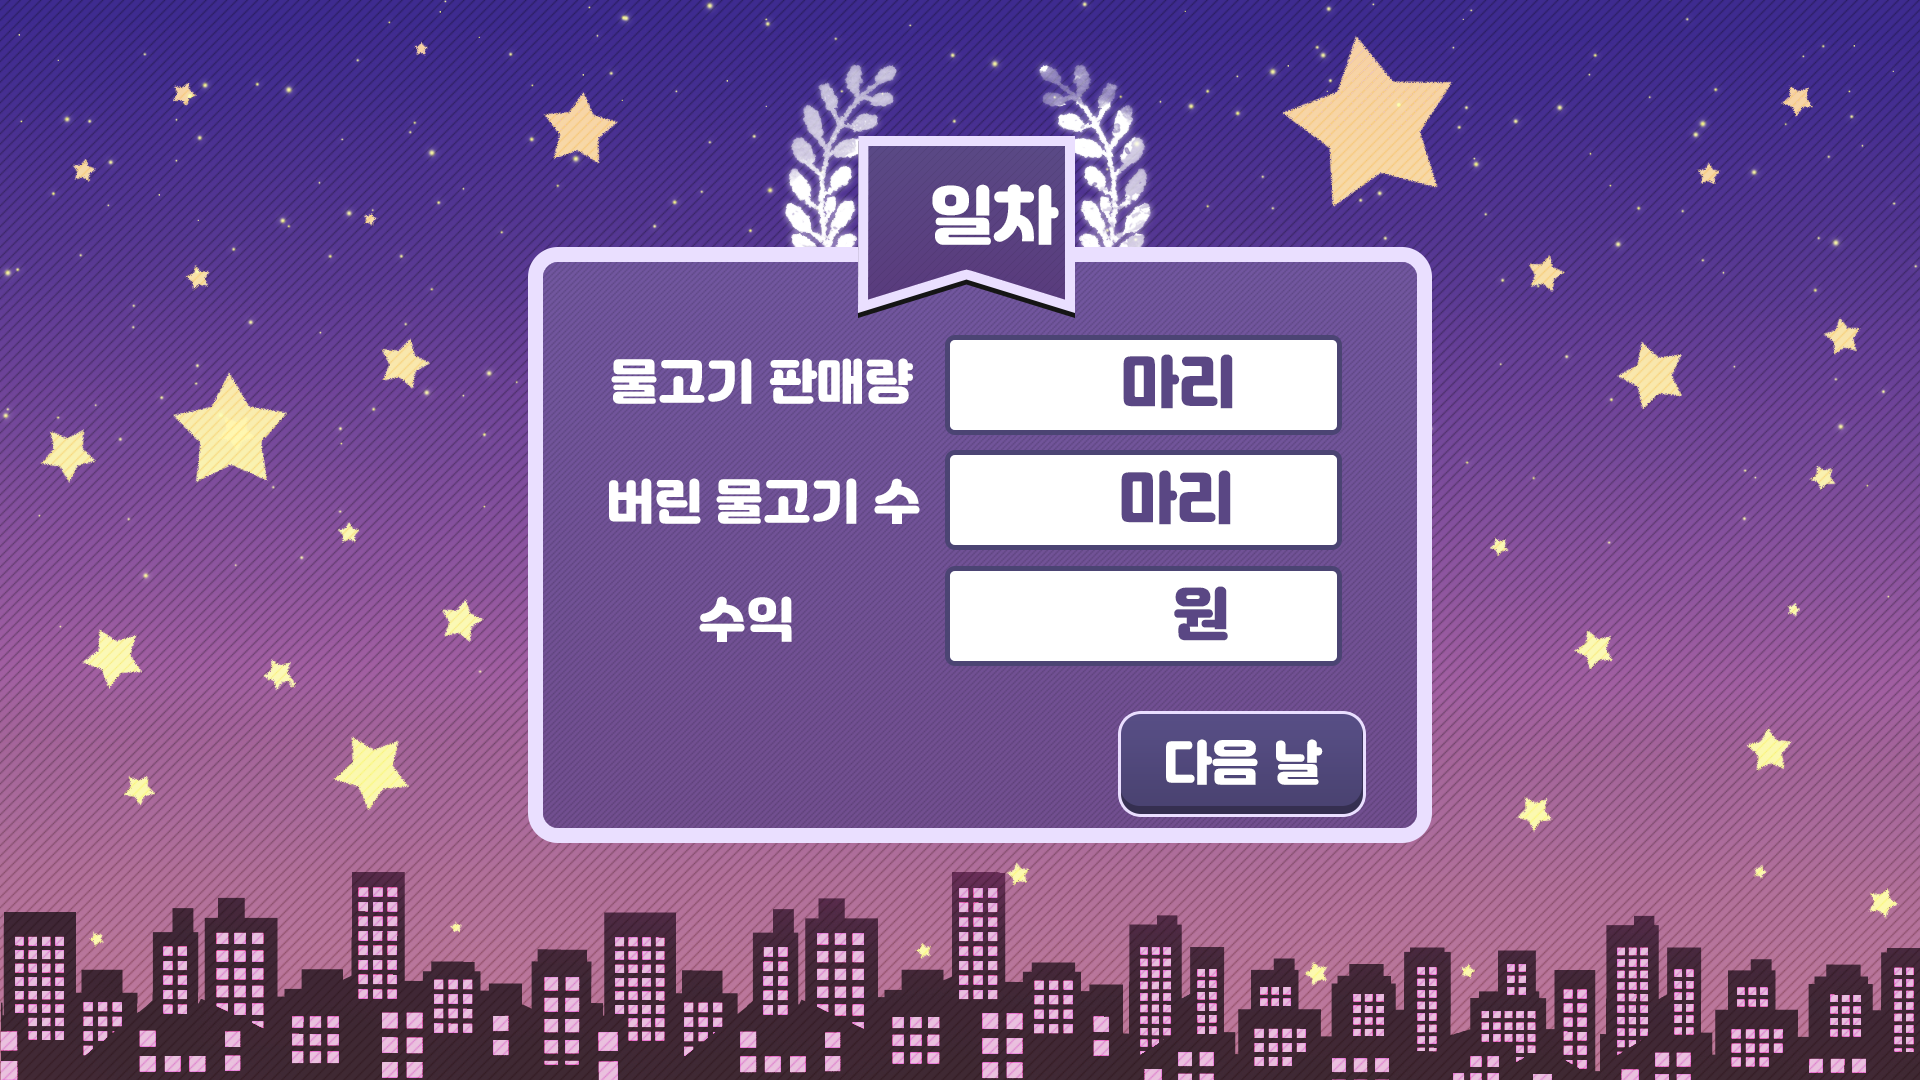 일차
물고기 판매량 마리
버린 물고기 수 마리
수익 원
다음 날